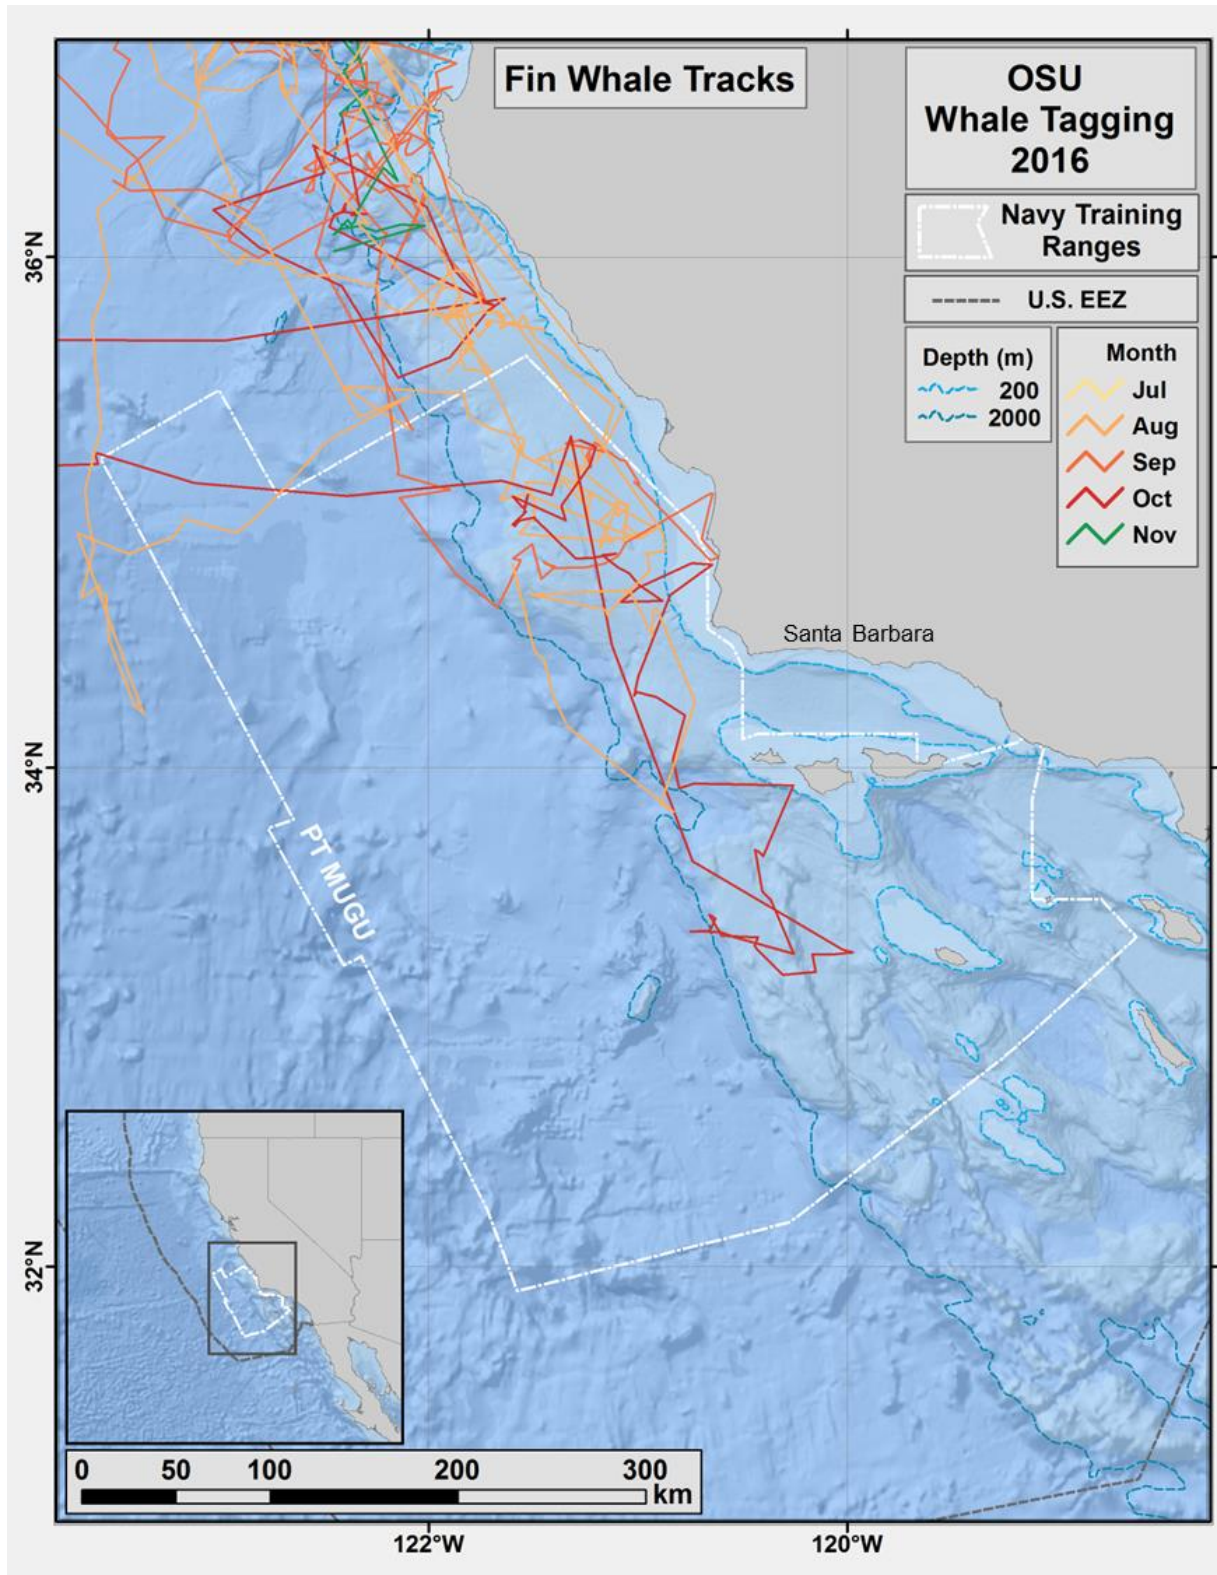 Fin Whale Tracks
OSU
Whale Tagging
2016
Navy Training
Ranges
U.S. EEZ
Depth (m)
200
2000
Month
Jul
Aug
Sep
Oct
Nov
36°N
34°N
32°N
Santa Barbara
PT MUGU
0 50 100 200 300
km
122°W 120°W